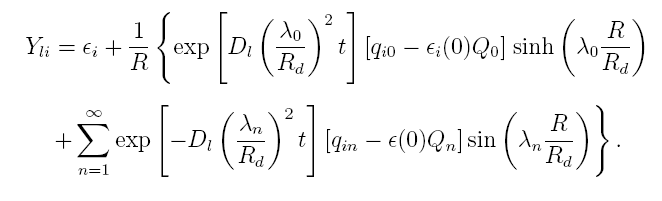 Y_{li} = \epsilon_i + \frac{1}{R} \left\{ \exp\left[ D_l \left( \frac{\lambda_0}{R_d} \right)^2 t \right] [q_{i0} - \epsilon_i(0) Q_0] \sinh\left( \lambda_0 \frac{R}{R_d} \right) \right.
\left. + \sum_{n=1}^{\infty} \exp\left[ -D_l \left( \frac{\lambda_n}{R_d} \right)^2 t \right] [q_{in} - \epsilon(0) Q_n] \sin\left( \lambda_n \frac{R}{R_d} \right) \right\}.